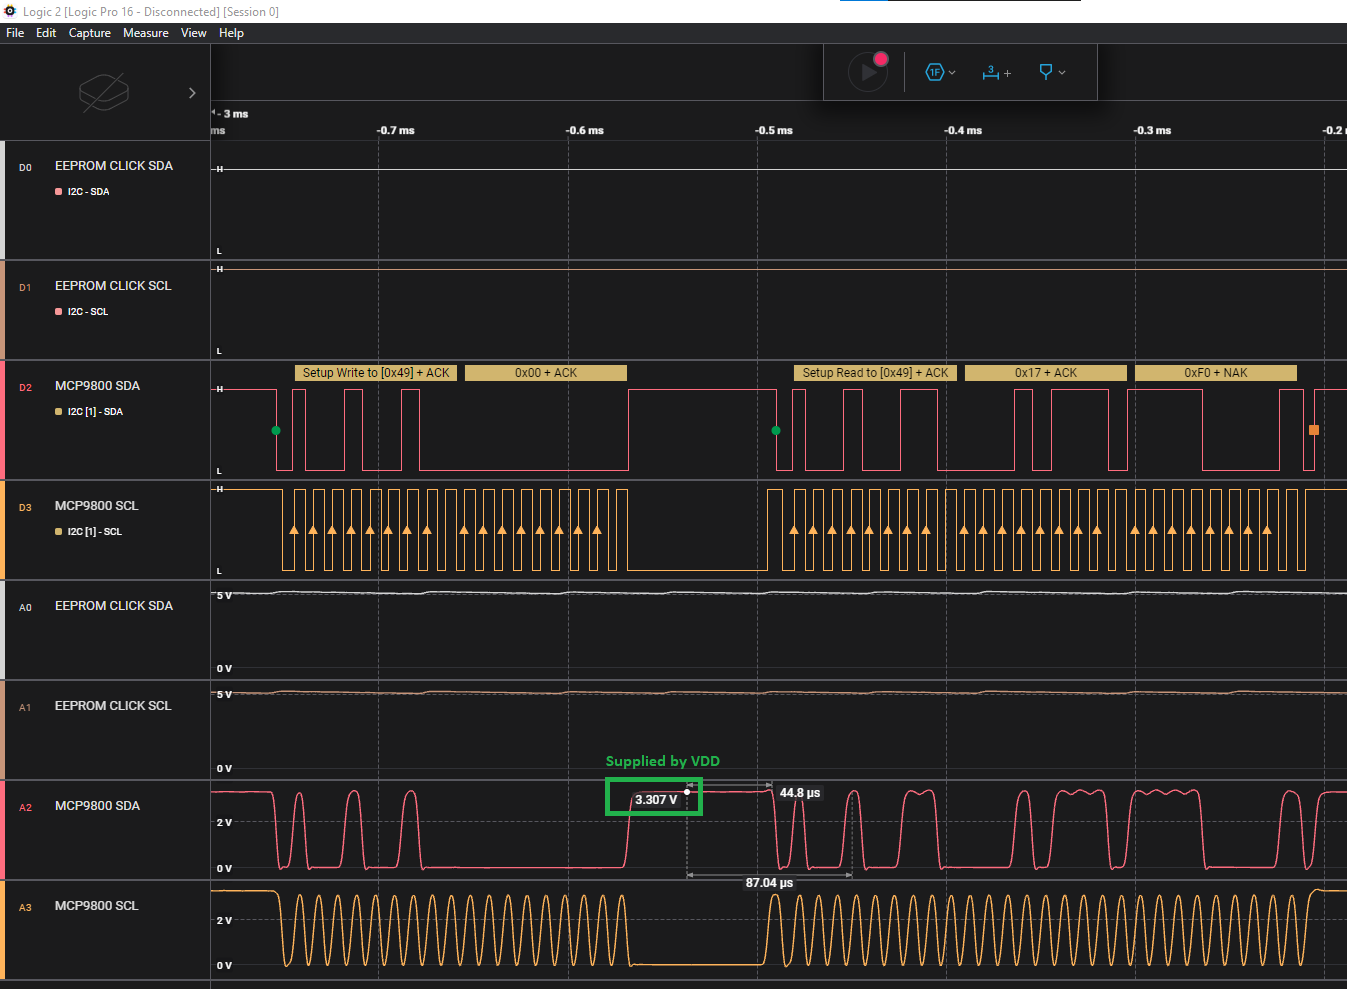 Logic 2 [Logic Pro 16 - Disconnected] [Session 0]
File Edit Capture Measure View Help
1F 3 +
- 3 ms
ms -0.7 ms -0.6 ms -0.5 ms -0.4 ms -0.3 ms -0.2
D0 EEPROM CLICK SDA H
I2C - SDA
L
D1 EEPROM CLICK SCL H
I2C - SCL
L
Setup Write to [0x49] + ACK 0x00 + ACK Setup Read to [0x49] + ACK 0x17 + ACK 0xF0 + NAK
D2 MCP9800 SDA H
I2C [1] - SDA
L
D3 MCP9800 SCL H
I2C [1] - SCL
L
A0 EEPROM CLICK SDA 5 V
0 V
A1 EEPROM CLICK SCL 5 V
0 V
Supplied by VDD
A2 MCP9800 SDA 3.307 V 44.8 µs
2 V
0 V
87.04 µs
A3 MCP9800 SCL
2 V
0 V